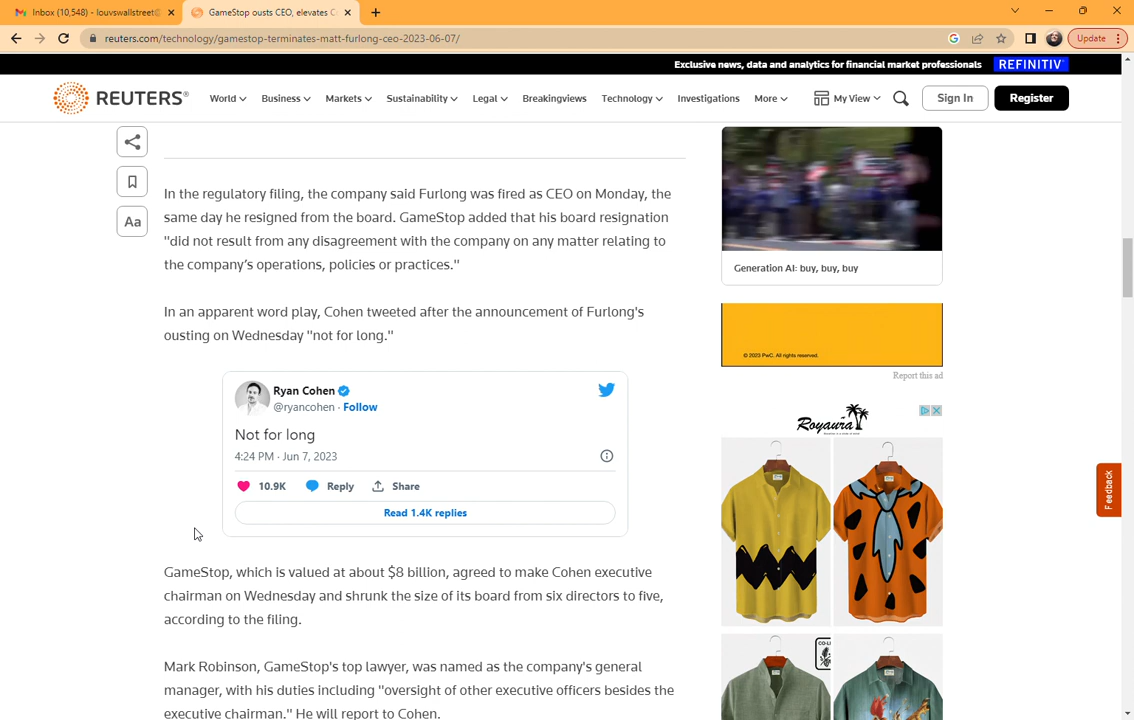 Inbox (10,548) - louvswallstreet@
GameStop ousts CEO, elevates C
reuters.com/technology/gamestop-terminates-matt-furlong-ceo-2023-06-07/
Update
Exclusive news, data and analytics for financial market professionals
REFINITIV
REUTERS®
World
Business
Markets
Sustainability
Legal
Breakingviews
Technology
Investigations
More
My View
Sign In
Register
Aa
In the regulatory filing, the company said Furlong was fired as CEO on Monday, the
same day he resigned from the board. GameStop added that his board resignation
"did not result from any disagreement with the company on any matter relating to
the company's operations, policies or practices."
In an apparent word play, Cohen tweeted after the announcement of Furlong's
ousting on Wednesday "not for long."
Ryan Cohen
@ryancohen · Follow
Not for long
4:24 PM · Jun 7, 2023
10.9K
Reply
Share
Read 1.4K replies
GameStop, which is valued at about $8 billion, agreed to make Cohen executive
chairman on Wednesday and shrunk the size of its board from six directors to five,
according to the filing.
Mark Robinson, GameStop's top lawyer, was named as the company's general
manager, with his duties including "oversight of other executive officers besides the
executive chairman." He will report to Cohen.
Generation AI: buy, buy, buy
© 2023 PwC. All rights reserved.
Report this ad
Royaura
Feedback